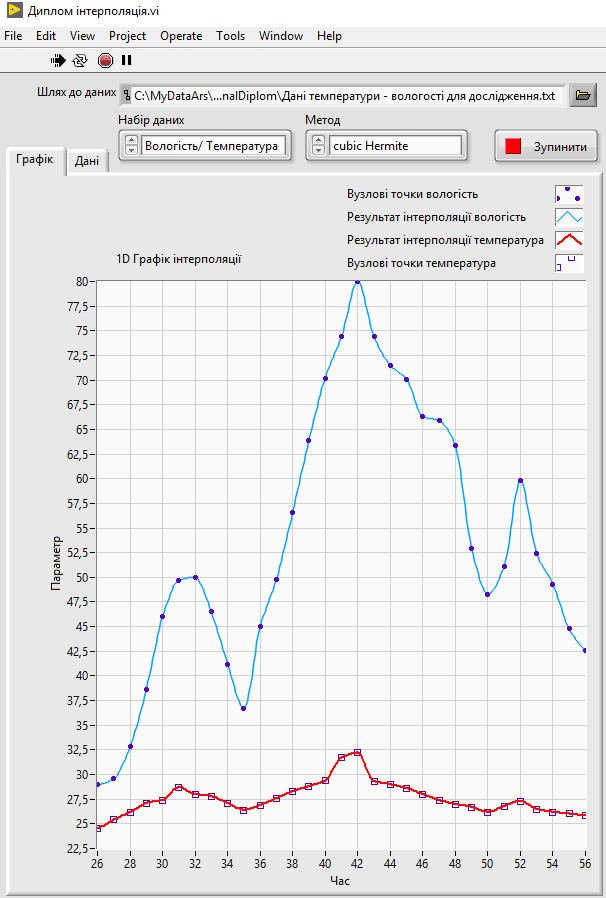 Диплом інтерполяція.vi
File Edit View Project Operate Tools Window Help
Шлях до даних C:\MyDataArs\...nalDiplom\Дані температури - вологості для дослідження.txt
Набір даних Метод
Вологість/ Температура cubic Hermite Зупинити
Графік Дані
Вузлові точки вологість
Результат інтерполяції вологість
Результат інтерполяції температура
Вузлові точки температура
1D Графік інтерполяції
80
77,5
75
72,5
70
67,5
65
62,5
60
57,5
55
52,5
50
47,5
45
42,5
40
37,5
35
32,5
30
27,5
25
22,5
Параметр
26 28 30 32 34 36 38 40 42 44 46 48 50 52 54 56
Час